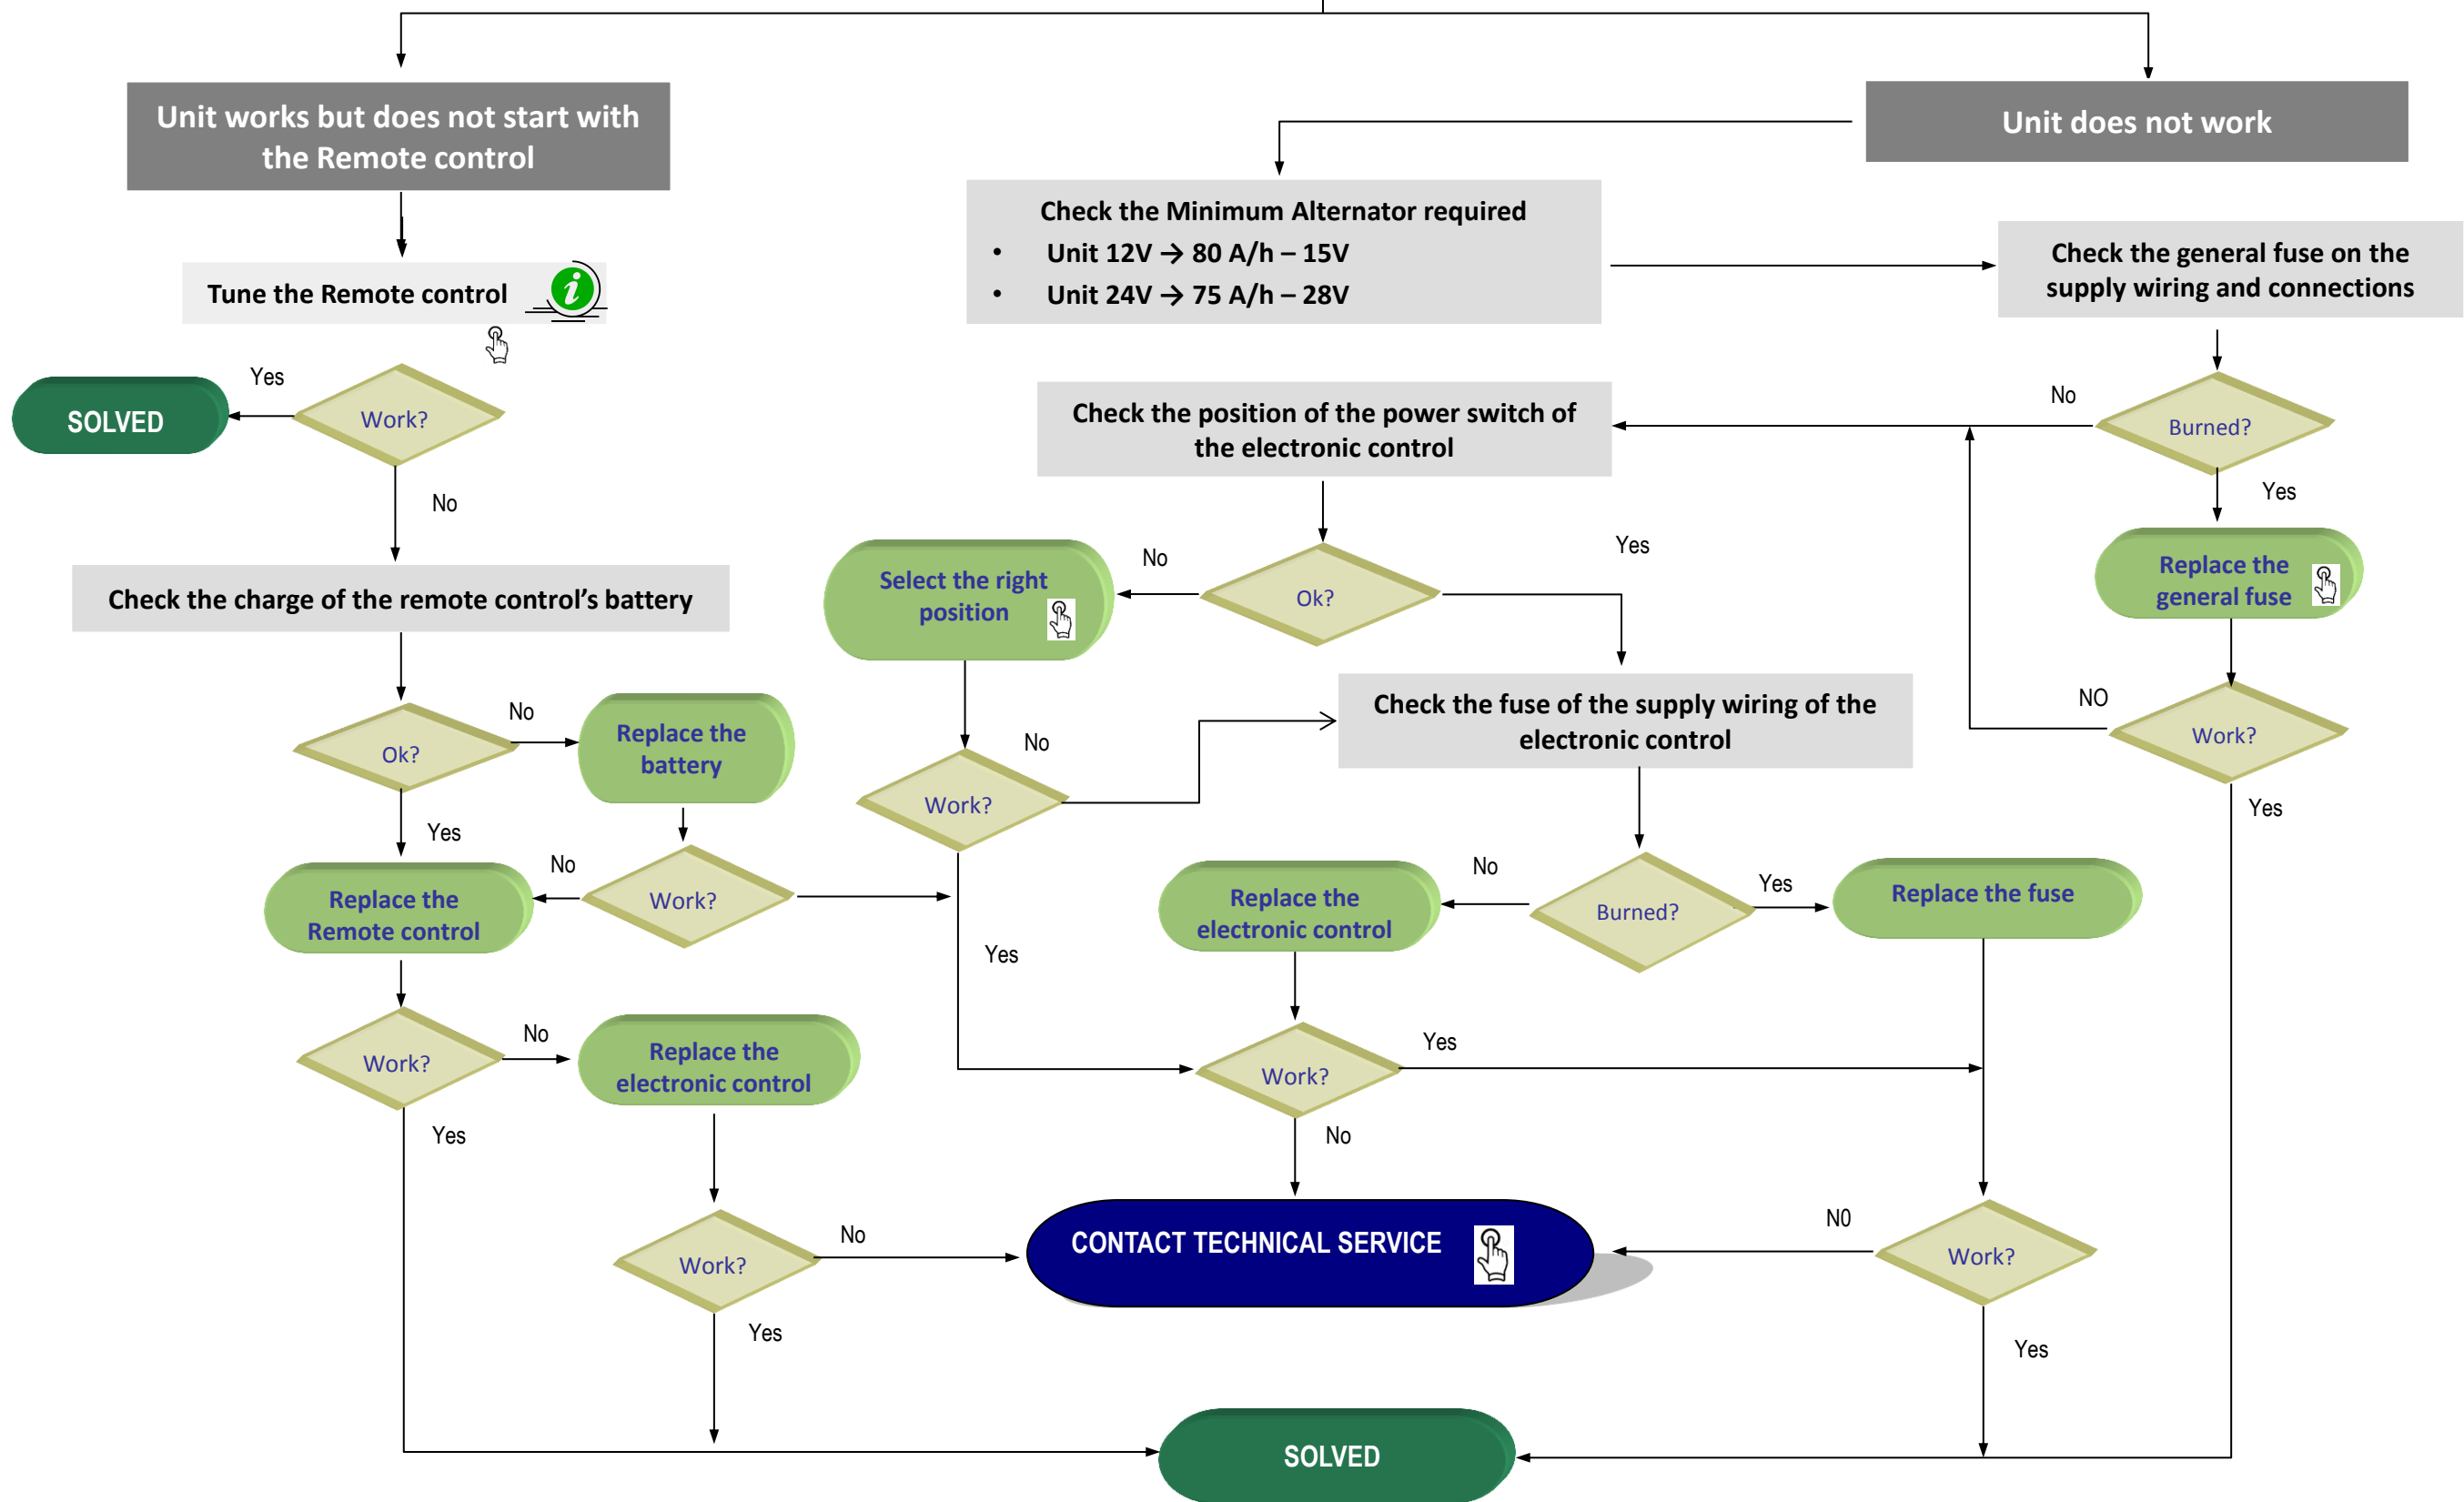 Unit works but does not start with
the Remote control
Unit does not work
Check the Minimum Alternator required
• Unit 12V → 80 A/h – 15V
• Unit 24V → 75 A/h – 28V
Check the general fuse on the
supply wiring and connections
Tune the Remote control
i
Yes
SOLVED
Work?
No
Check the position of the power switch of
the electronic control
No
Burned?
Yes
Replace the
general fuse
No
Yes
Select the right
position
Ok?
Check the charge of the remote control's battery
Check the fuse of the supply wiring of the
electronic control
NO
Work?
Yes
No
Ok?
Replace the
battery
No
Work?
Yes
No
Replace the
Remote control
Work?
Yes
No
Replace the
electronic control
Burned?
Yes
Replace the fuse
Work?
No
Replace the
electronic control
Yes
Work?
Yes
No
Work?
No
CONTACT TECHNICAL SERVICE
N0
Work?
Yes
Yes
SOLVED